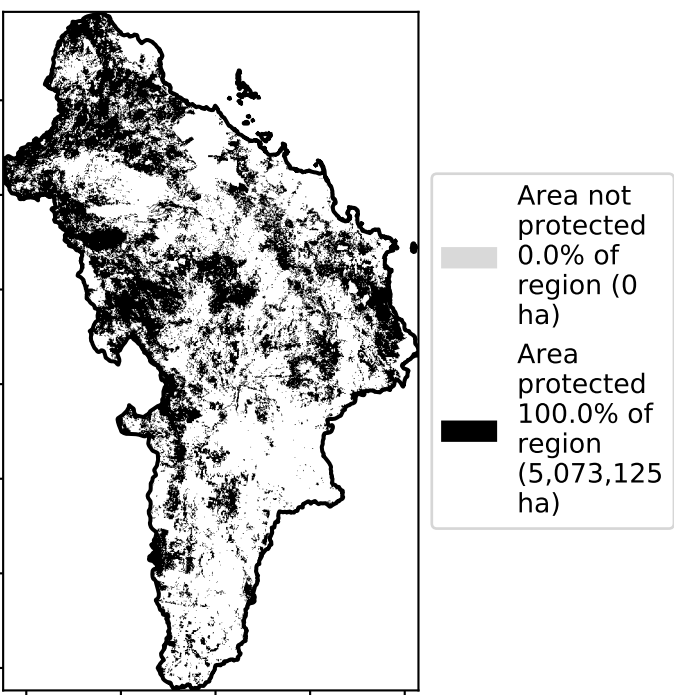 Area not
protected
0.0% of
region (0
ha)
Area
protected
100.0% of
region
(5,073,125
ha)